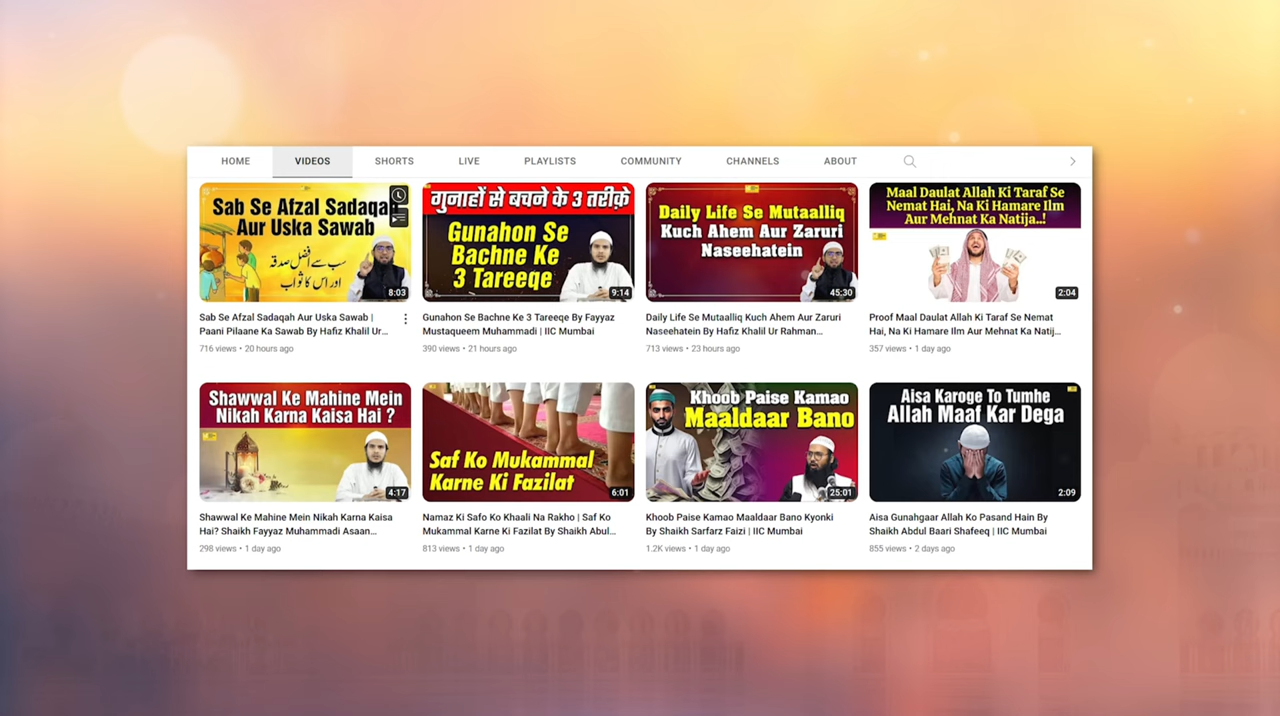 HOME VIDEOS SHORTS LIVE PLAYLISTS COMMUNITY CHANNELS ABOUT
Sab Se Afzal Sadaqah
Aur Uska Sawab
سب سے افضل صدقہ
اور اس کا ثواب
8:03
Sab Se Afzal Sadaqah Aur Uska Sawab |
Paani Pilaane Ka Sawab By Hafiz Khalil Ur...
716 views • 20 hours ago
गुनाहों से बचने के 3 तरीक़े
Gunahon Se
Bachne Ke
3 Tareeqe
9:14
Gunahon Se Bachne Ke 3 Tareeqe By Fayyaz
Mustaqueem Muhammadi | IIC Mumbai
390 views • 21 hours ago
Daily Life Se Mutaalliq
Kuch Ahem Aur Zaruri
Naseehatein
45:30
Daily Life Se Mutaalliq Kuch Ahem Aur Zaruri
Naseehatein By Hafiz Khalil Ur Rahman...
713 views • 23 hours ago
Maal Daulat Allah Ki Taraf Se
Nemat Hai, Na Ki Hamare Ilm
Aur Mehnat Ka Natija..!
2:04
Proof Maal Daulat Allah Ki Taraf Se Nemat
Hai, Na Ki Hamare Ilm Aur Mehnat Ka Natij...
357 views • 1 day ago
Shawwal Ke Mahine Mein
Nikah Karna Kaisa Hai ?
4:17
Shawwal Ke Mahine Mein Nikah Karna Kaisa
Hai? Shaikh Fayyaz Muhammadi Asaan...
298 views • 1 day ago
Saf Ko Mukammal
Karne Ki Fazilat
6:01
Namaz Ki Safo Ko Khaali Na Rakho | Saf Ko
Mukammal Karne Ki Fazilat By Shaikh Abul...
813 views • 1 day ago
Khoob Paise Kamao
Maaldaar Bano
25:01
Khoob Paise Kamao Maaldaar Bano Kyonki
By Shaikh Sarfarz Faizi | IIC Mumbai
1.2K views • 1 day ago
Aisa Karoge To Tumhe
Allah Maaf Kar Dega
2:09
Aisa Gunahgaar Allah Ko Pasand Hain By
Shaikh Abdul Baari Shafeeq | IIC Mumbai
855 views • 2 days ago